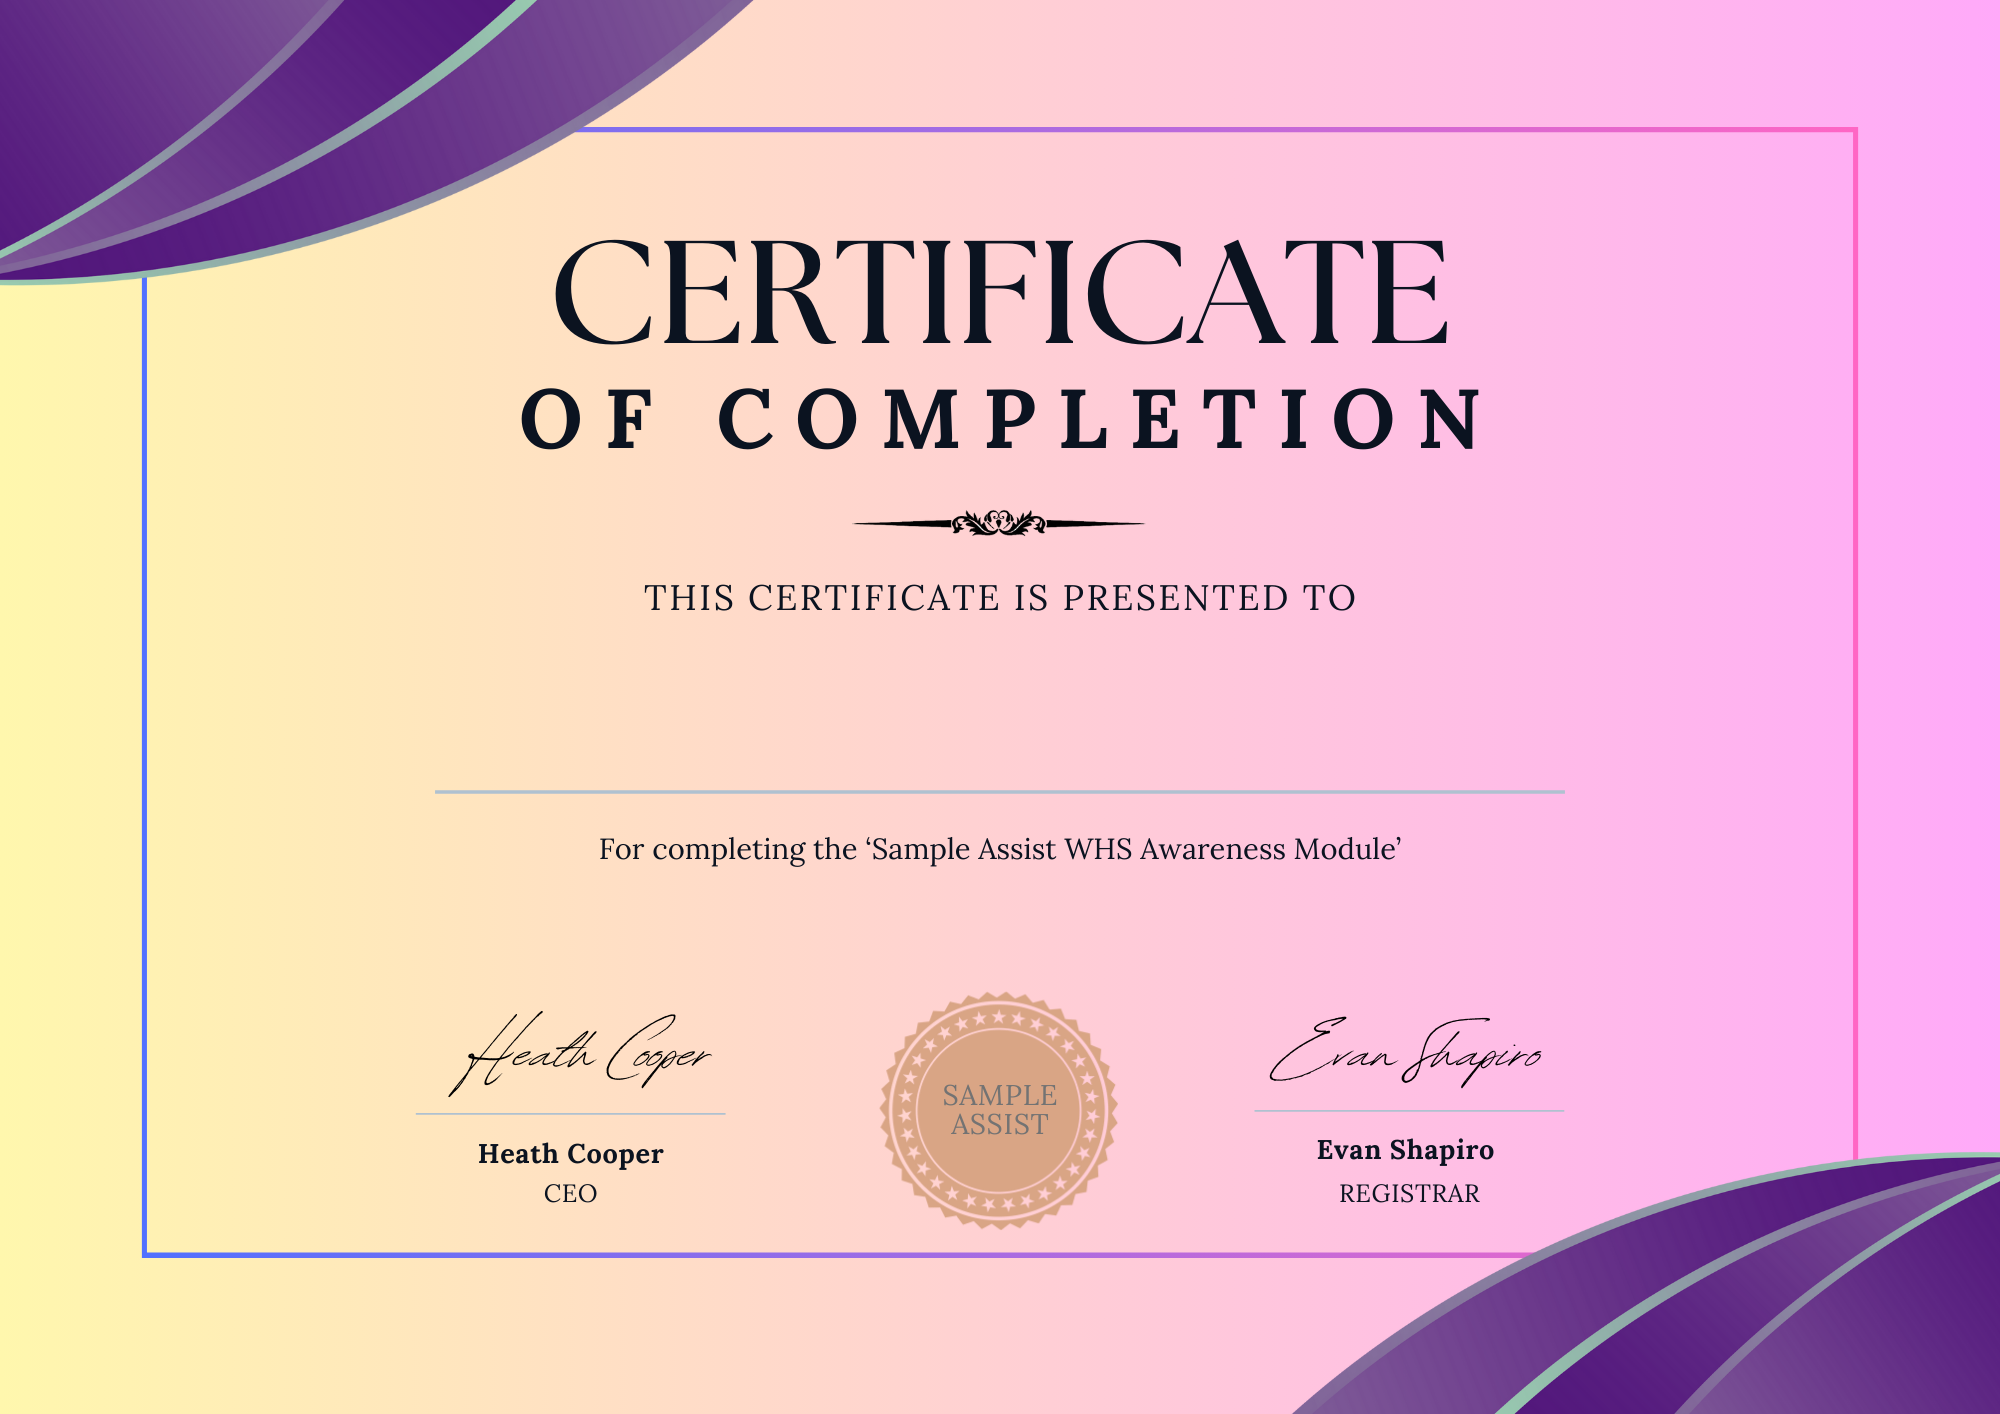 CERTIFICATE
OF COMPLETION
THIS CERTIFICATE IS PRESENTED TO
For completing the ‘Sample Assist WHS Awareness Module’
Heath Cooper
Evan Shapiro
SAMPLE
ASSIST
Heath Cooper
CEO
Evan Shapiro
REGISTRAR